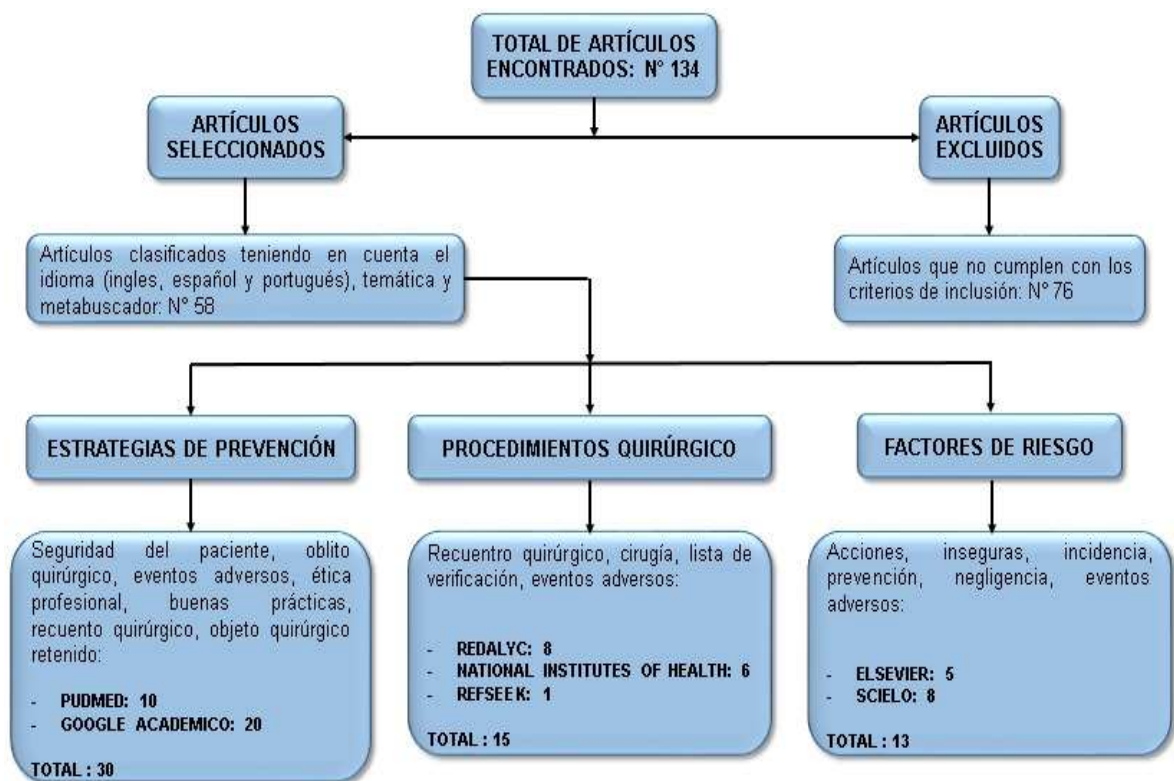 TOTAL DE ARTÍCULOS
ENCONTRADOS: N° 134
ARTÍCULOS
SELECCIONADOS
ARTÍCULOS
EXCLUIDOS
Artículos clasificados teniendo en cuenta el
idioma (ingles, español y portugués), temática y
metabuscador: N° 58
Artículos que no cumplen con los
criterios de inclusión: N° 76
ESTRATEGIAS DE PREVENCIÓN
Seguridad del paciente, oblito
quirúrgico, eventos adversos, ética
profesional, buenas prácticas,
recuento quirúrgico, objeto quirúrgico
retenido:
- PUDMED: 10
- GOOGLE ACADEMICO: 20
TOTAL : 30
PROCEDIMIENTOS QUIRÚRGICO
Recuentro quirúrgico, cirugía, lista de
verificación, eventos adversos:
- REDALYC: 8
- NATIONAL INSTITUTES OF HEALTH: 6
- REFSEEK: 1
TOTAL : 15
FACTORES DE RIESGO
Acciones, inseguras, incidencia,
prevención, negligencia, eventos
adversos:
- ELSEVIER: 5
- SCIELO: 8
TOTAL : 13